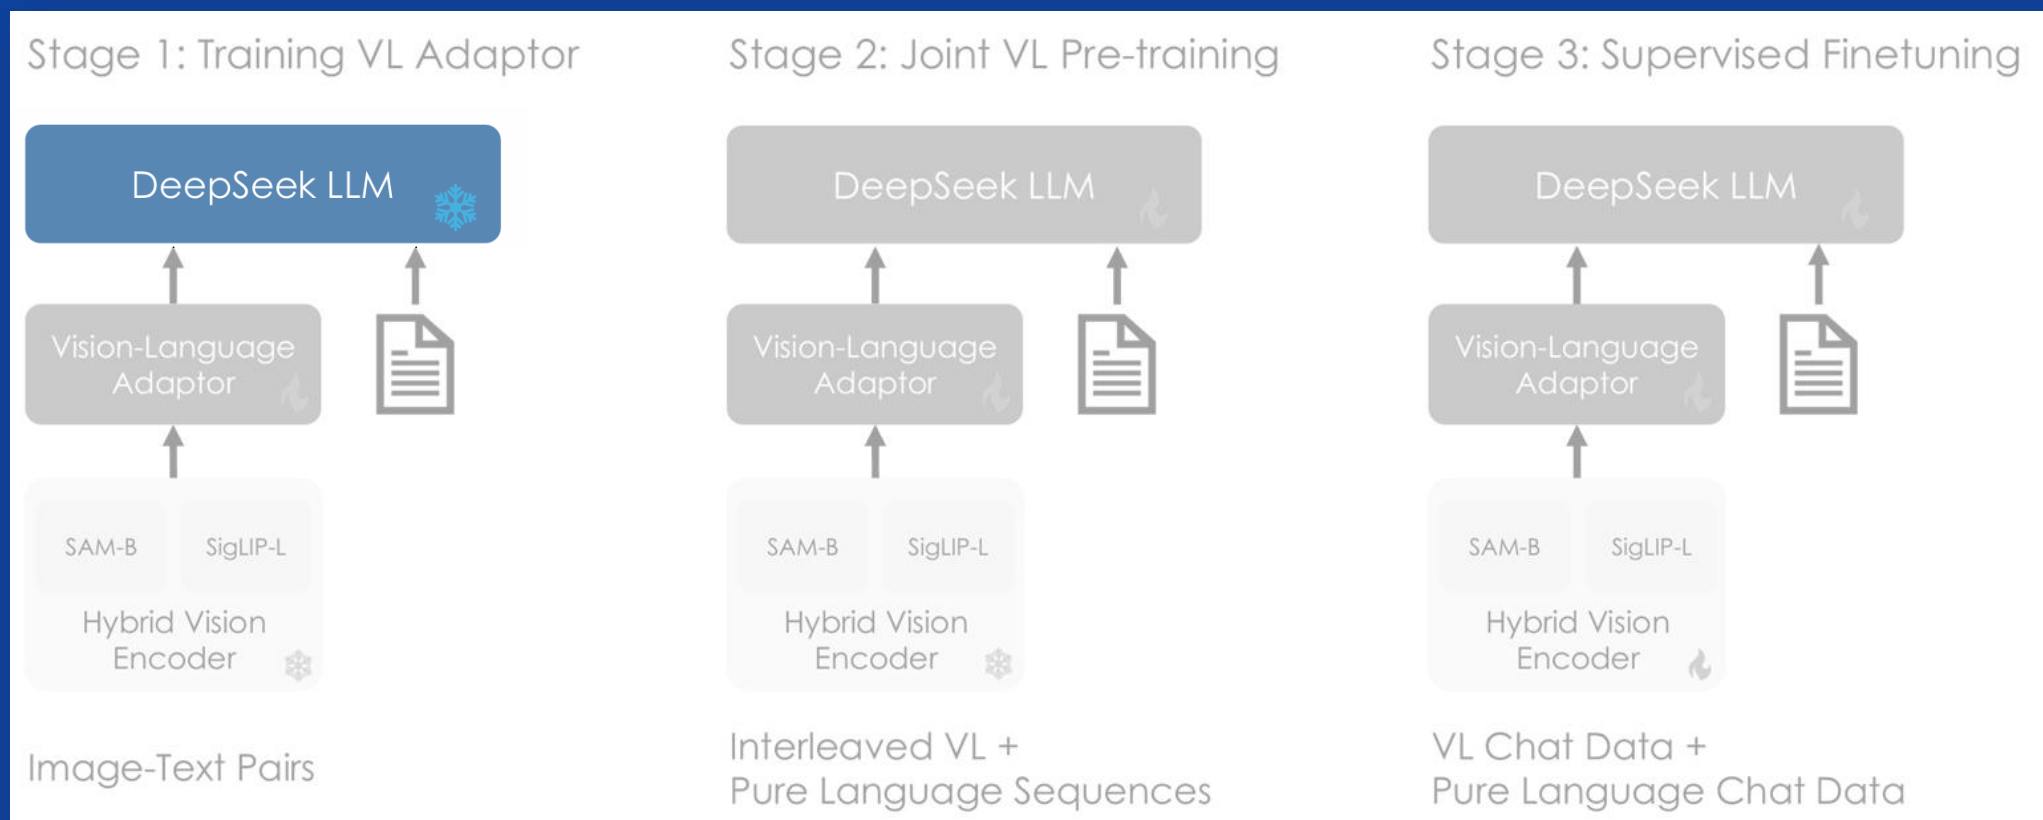 Stage 1: Training VL Adaptor
DeepSeek LLM
Vision-Language
Adaptor
SAM-B
SigLIP-L
Hybrid Vision
Encoder
Image-Text Pairs
Stage 2: Joint VL Pre-training
DeepSeek LLM
Vision-Language
Adaptor
SAM-B
SigLIP-L
Hybrid Vision
Encoder
Interleaved VL +
Pure Language Sequences
Stage 3: Supervised Finetuning
DeepSeek LLM
Vision-Language
Adaptor
SAM-B
SigLIP-L
Hybrid Vision
Encoder
VL Chat Data +
Pure Language Chat Data